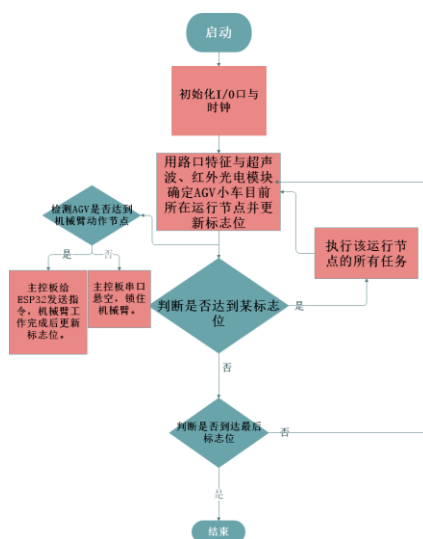 启动
初始化I/O口与
时钟
用路口特征与超声
波、红外光电模块
确定AGV小车目前
所在运行节点并更
新标志位
检测AGV是否达到
机械臂动作节点
是
否
主控板给
ESP32发送指
令，机械臂工
作完成后更新
标志位。
主控板串口
悬空，锁住
机械臂。
执行该运行节
点的所有任务
判断是否达到某标志
位
是
否
判断是否到达最后
标志位
否
是
结束